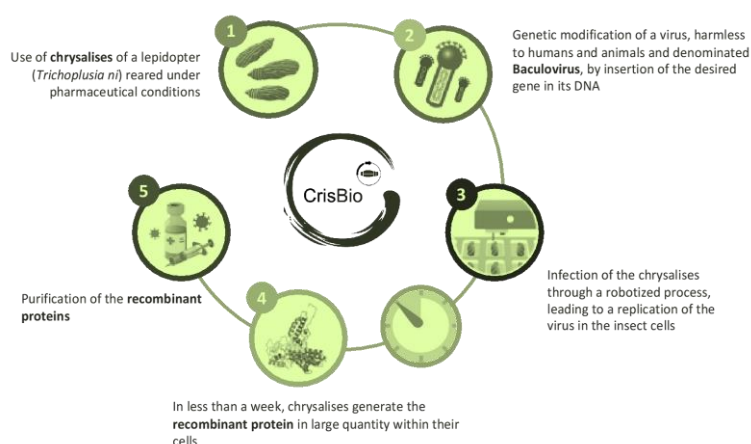 1
Use of chrysalises of a lepidopter
(Trichoplusia ni) reared under
pharmaceutical conditions
2
Genetic modification of a virus, harmless
to humans and animals and denominated
Baculovirus, by insertion of the desired
gene in its DNA
CrisBio
3
Infection of the chrysalises
through a robotized process,
leading to a replication of the
virus in the insect cells
4
In less than a week, chrysalises generate the
recombinant protein in large quantity within their
cells
5
Purification of the recombinant
proteins